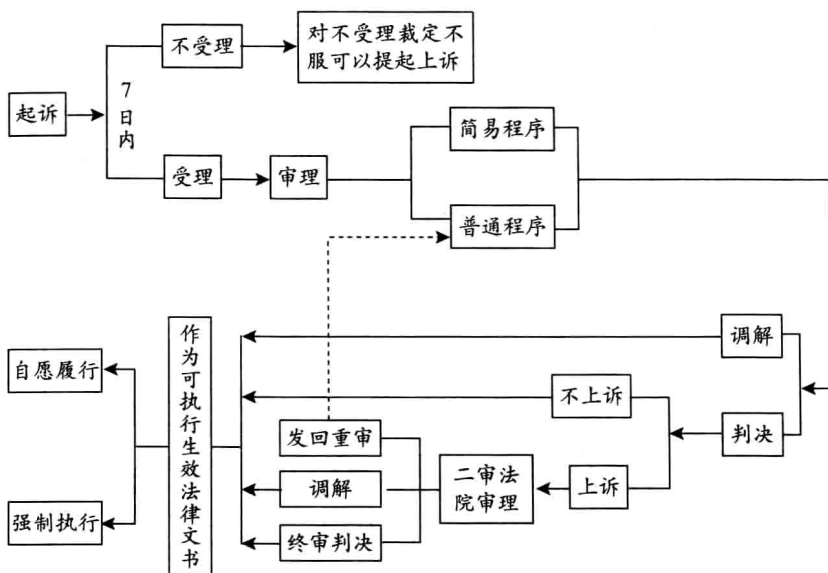 不受理
对不受理裁定不
服可以提起上诉
起诉
7
日
内
受理
审理
简易程序
普通程序
调解
判决
不上诉
上诉
二审法
院审理
发回重审
调解
终审判决
作
为
可
执
行
生
效
法
律
文
书
自愿履行
强制执行